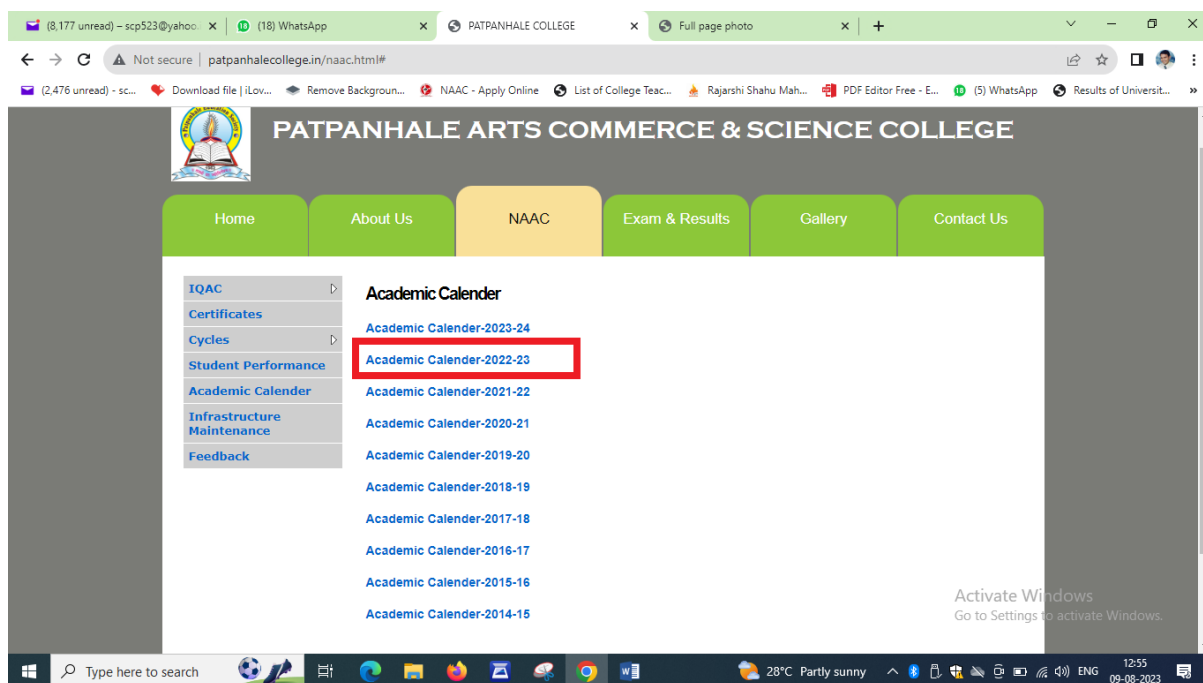 (8,177 unread) – scp523@yahoo.
(18) WhatsApp
PATPANHALE COLLEGE
Full page photo
Not secure | patpanhalecollege.in/naac.html#
(2,476 unread) - sc...
Download file | iLov...
Remove Backgroun...
NAAC - Apply Online
List of College Teac...
Rajarshi Shahu Mah...
PDF Editor Free - E...
(5) WhatsApp
Results of Universit...
PATPANHALE ARTS COMMERCE & SCIENCE COLLEGE
Home
About Us
NAAC
Exam & Results
Gallery
Contact Us
IQAC
Certificates
Cycles
Student Performance
Academic Calender
Infrastructure
Maintenance
Feedback
Academic Calender
Academic Calender-2023-24
Academic Calender-2022-23
Academic Calender-2021-22
Academic Calender-2020-21
Academic Calender-2019-20
Academic Calender-2018-19
Academic Calender-2017-18
Academic Calender-2016-17
Academic Calender-2015-16
Academic Calender-2014-15
Activate Windows
Go to Settings to activate Windows.
Type here to search
28°C Partly sunny
ENG
12:55
09-08-2023